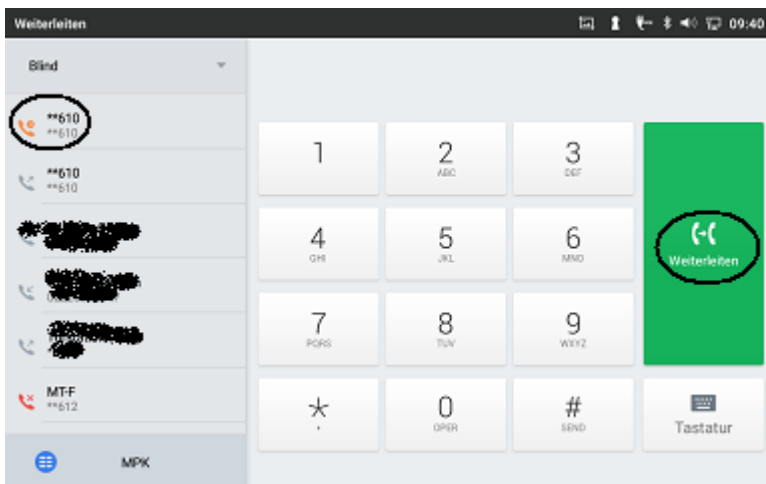 Weiterleiten
09:40
Blind
**610
**610
**610
**610
MT-F
**612
MPK
1
2
ABC
3
DEF
4
GHI
5
JKL
6
MNO
7
PQRS
8
TUV
9
WXYZ
*
0
OPER
#
SEND
Weiterleiten
Tastatur